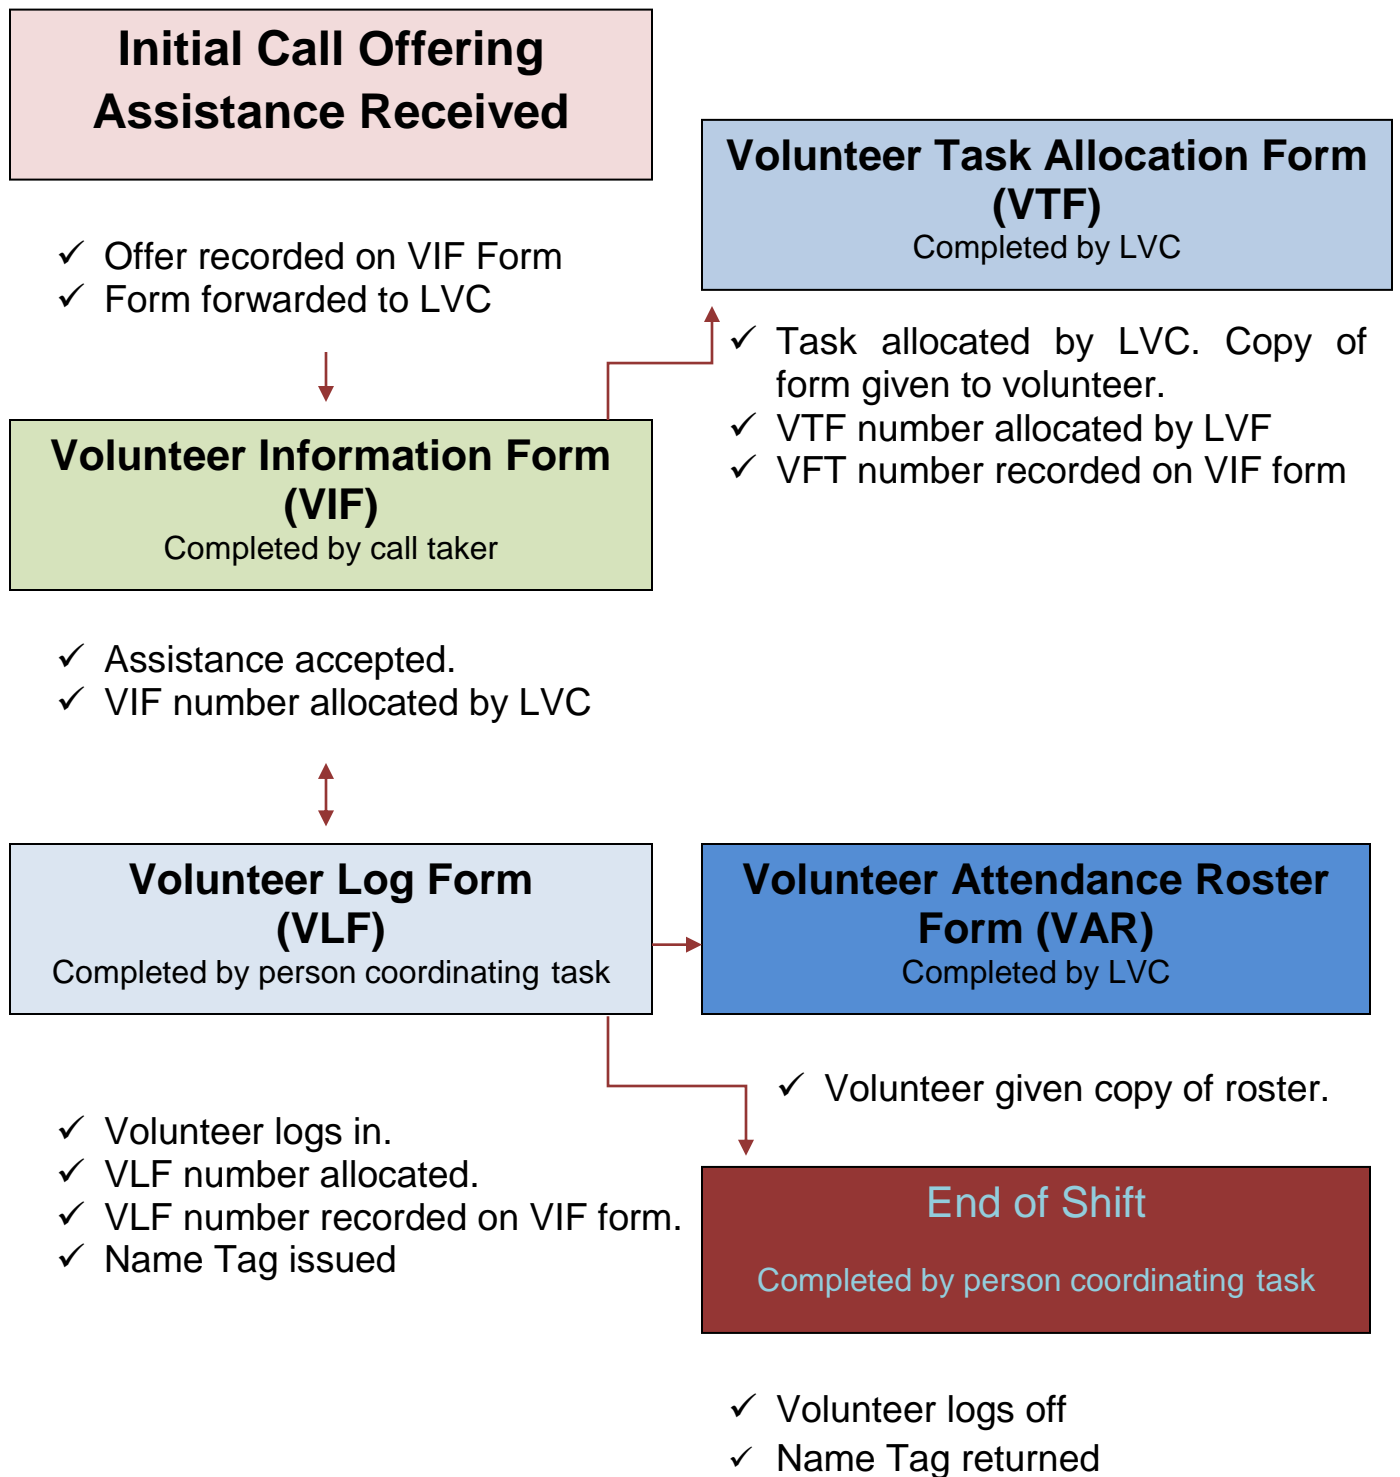 Initial Call Offering
Assistance Received
✓ Offer recorded on VIF Form
✓ Form forwarded to LVC
Volunteer Task Allocation Form
(VTF)
Completed by LVC
✓ Task allocated by LVC. Copy of
form given to volunteer.
✓ VTF number allocated by LVF
✓ VFT number recorded on VIF form
Volunteer Information Form
(VIF)
Completed by call taker
✓ Assistance accepted.
✓ VIF number allocated by LVC
Volunteer Log Form
(VLF)
Completed by person coordinating task
✓ Volunteer logs in.
✓ VLF number allocated.
✓ VLF number recorded on VIF form.
✓ Name Tag issued
Volunteer Attendance Roster
Form (VAR)
Completed by LVC
✓ Volunteer given copy of roster.
End of Shift
Completed by person coordinating task
✓ Volunteer logs off
✓ Name Tag returned